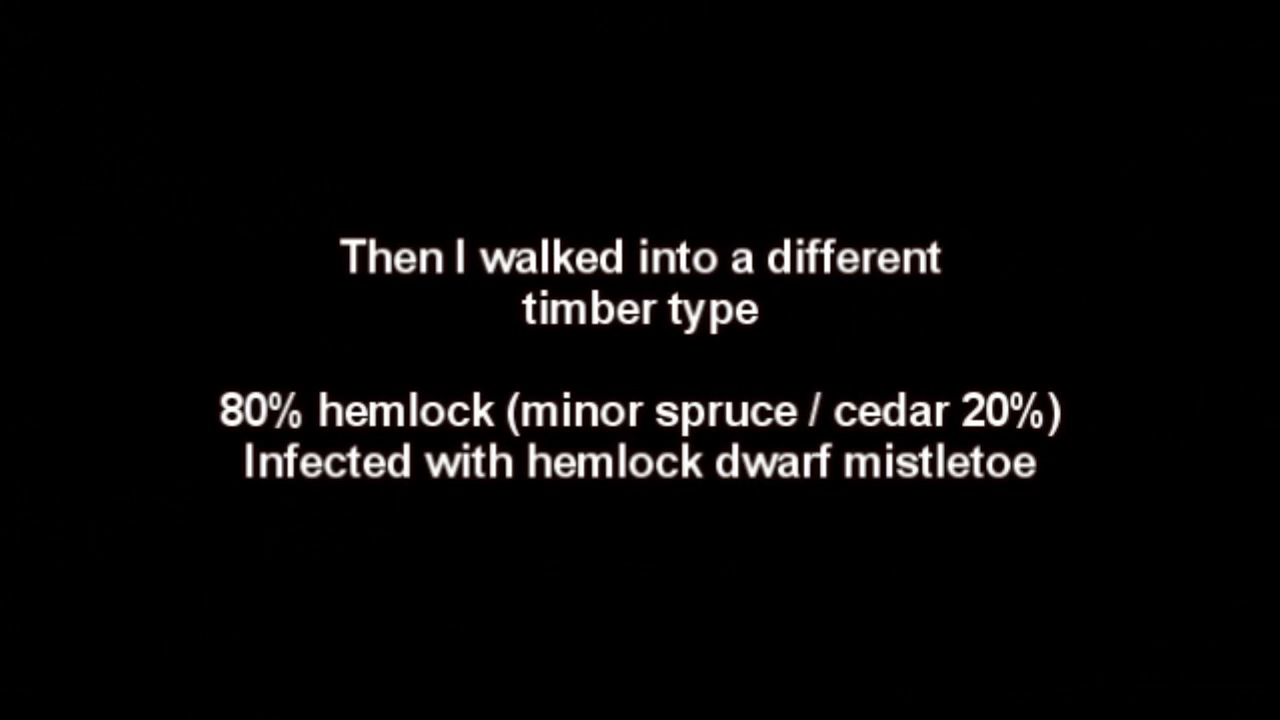 Then I walked into a different
timber type
80% hemlock (minor spruce / cedar 20%)
Infected with hemlock dwarf mistletoe